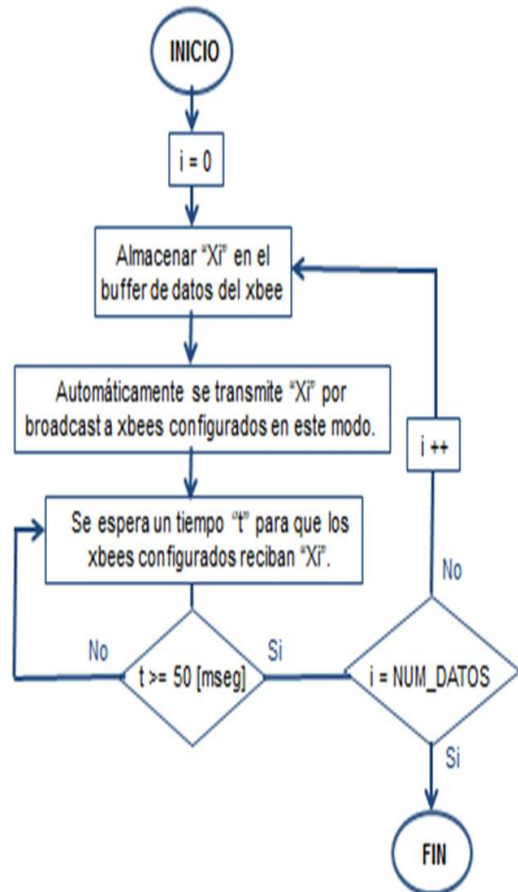 INICIO
i = 0
Almacenar "Xi" en el
buffer de datos del xbee
Automáticamente se transmite "Xi" por
broadcast a xbees configurados en este modo.
i ++
Se espera un tiempo "t" para que los
xbees configurados reciban "Xi".
No
No
t >= 50 [mseg]
Si
i = NUM_DATOS
Si
FIN